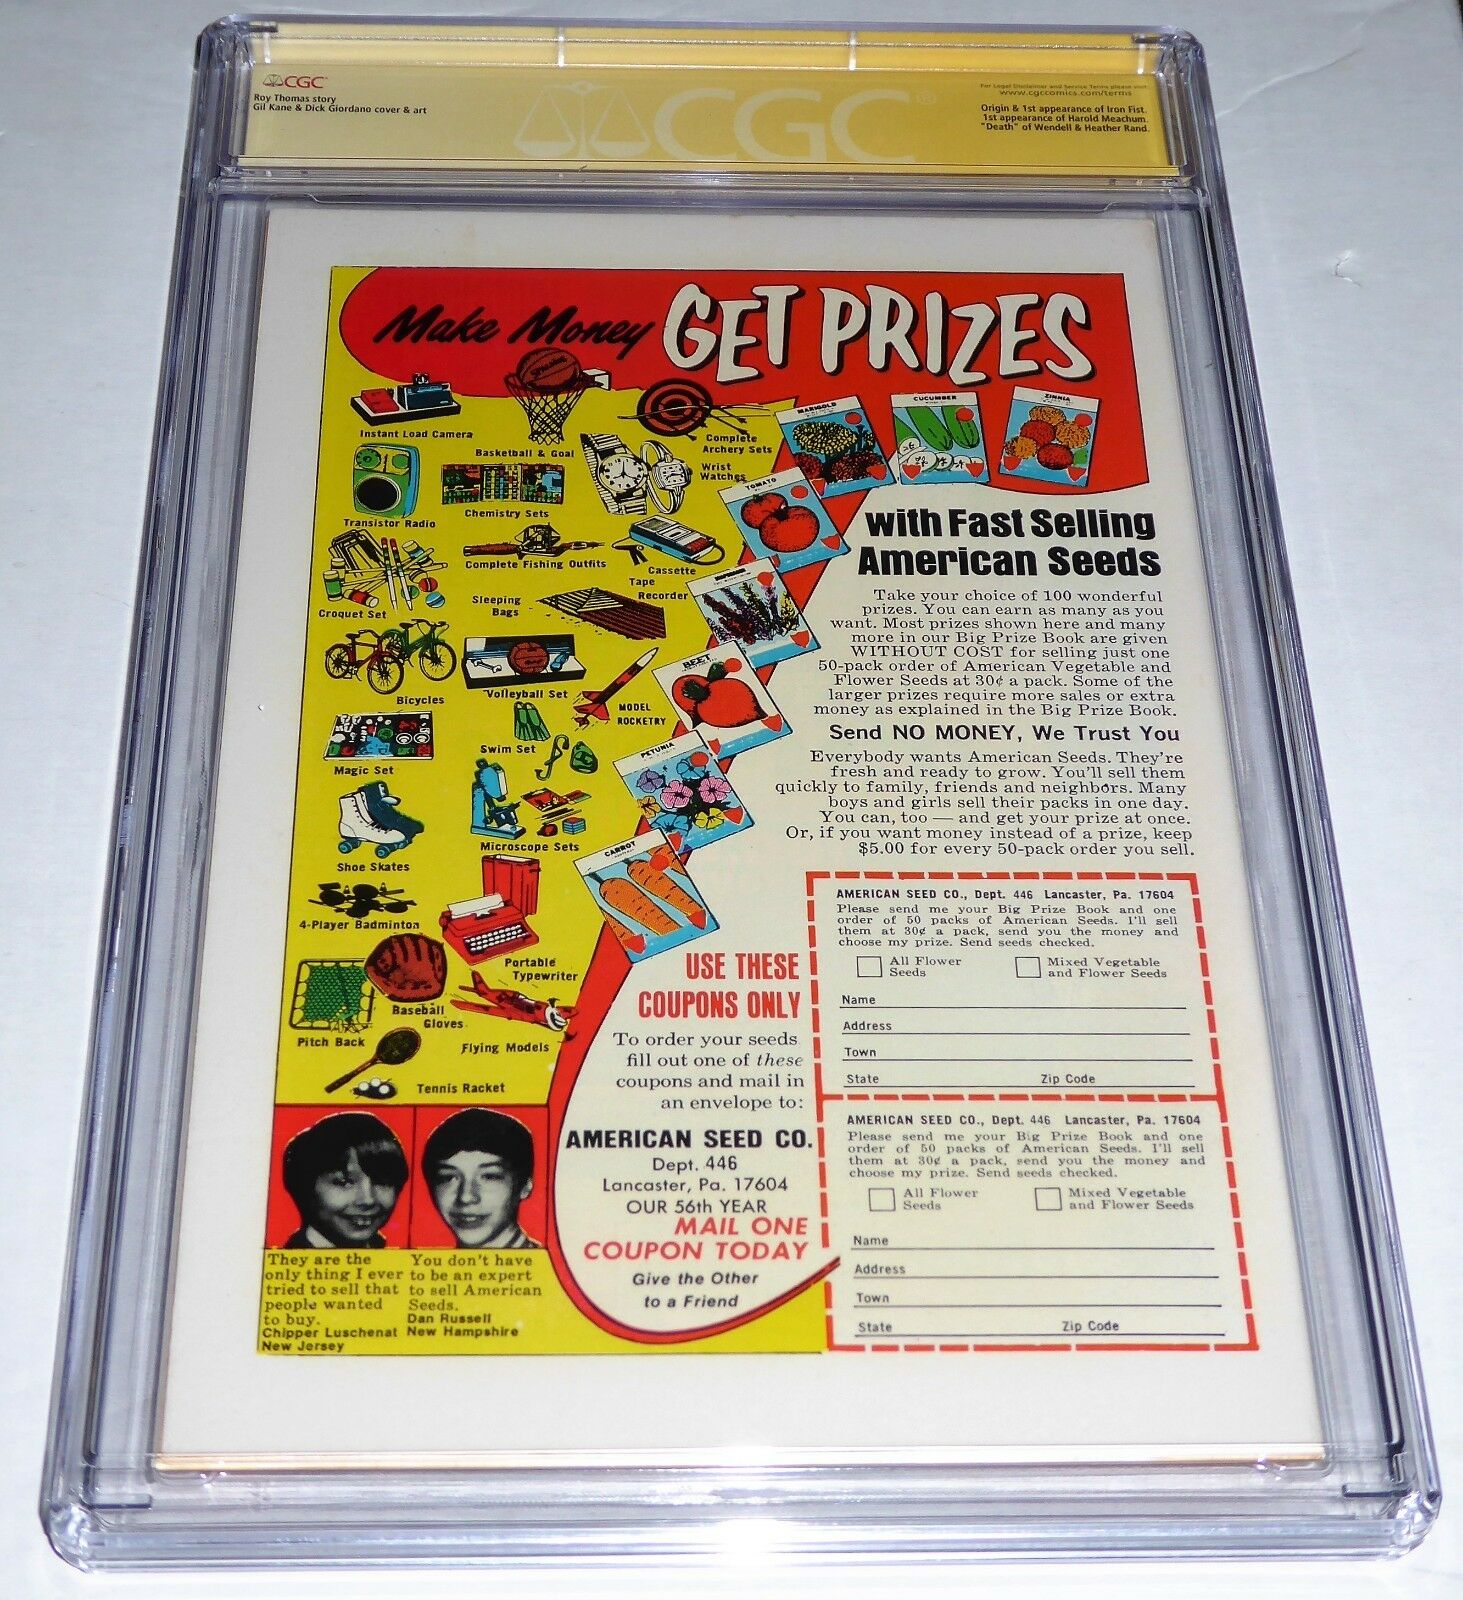 CGC
Roy Thomas story
Gil Kane & Dick Giordano cover & art
For Legal Disclaimer and Service Terms please visit:
www.cgccomics.com/terms
Origin & 1st appearance of Iron Fist.
1st appearance of Harold Meachum.
"Death" of Wendell & Heather Rand.
CGC
Make Money GET PRIZES
Instant Load Camera
Basketball & Goal
Complete
Archery Sets
Wrist
Watches
Transistor Radio
Chemistry Sets
Complete Fishing Outfits
Cassette
Tape
Recorder
Croquet Set
Sleeping
Bags
Bicycles
Volleyball Set
MODEL
ROCKETRY
Magic Set
Swim Set
Shoe Skates
Microscope Sets
4-Player Badminton
Portable
Typewriter
Baseball
Gloves
Pitch Back
Flying Models
Tennis Racket
MARIGOLD
CUCUMBER
ZINNIA
TOMATO
BEET
PETUNIA
CARROT
with Fast Selling
American Seeds
Take your choice of 100 wonderful
prizes. You can earn as many as you
want. Most prizes shown here and many
more in our Big Prize Book are given
WITHOUT COST for selling just one
50-pack order of American Vegetable and
Flower Seeds at 30¢ a pack. Some of the
larger prizes require more sales or extra
money as explained in the Big Prize Book.
Send NO MONEY, We Trust You
Everybody wants American Seeds. They're
fresh and ready to grow. You'll sell them
quickly to family, friends and neighbors. Many
boys and girls sell their packs in one day.
You can, too — and get your prize at once.
Or, if you want money instead of a prize, keep
$5.00 for every 50-pack order you sell.
USE THESE
COUPONS ONLY
To order your seeds
fill out one of these
coupons and mail in
an envelope to:
AMERICAN SEED CO.
Dept. 446
Lancaster, Pa. 17604
OUR 56th YEAR
MAIL ONE
COUPON TODAY
Give the Other
to a Friend
AMERICAN SEED CO., Dept. 446 Lancaster, Pa. 17604
Please send me your Big Prize Book and one
order of 50 packs of American Seeds. I'll sell
them at 30¢ a pack, send you the money and
choose my prize. Send seeds checked.
All Flower
Seeds
Mixed Vegetable
and Flower Seeds
Name
Address
Town
State Zip Code
AMERICAN SEED CO., Dept. 446 Lancaster, Pa. 17604
Please send me your Big Prize Book and one
order of 50 packs of American Seeds. I'll sell
them at 30¢ a pack, send you the money and
choose my prize. Send seeds checked.
All Flower
Seeds
Mixed Vegetable
and Flower Seeds
Name
Address
Town
State Zip Code
They are the
only thing I ever
tried to sell that
people wanted
to buy.
Chipper Luschenat
New Jersey
You don't have
to be an expert
to sell American
Seeds.
Dan Russell
New Hampshire